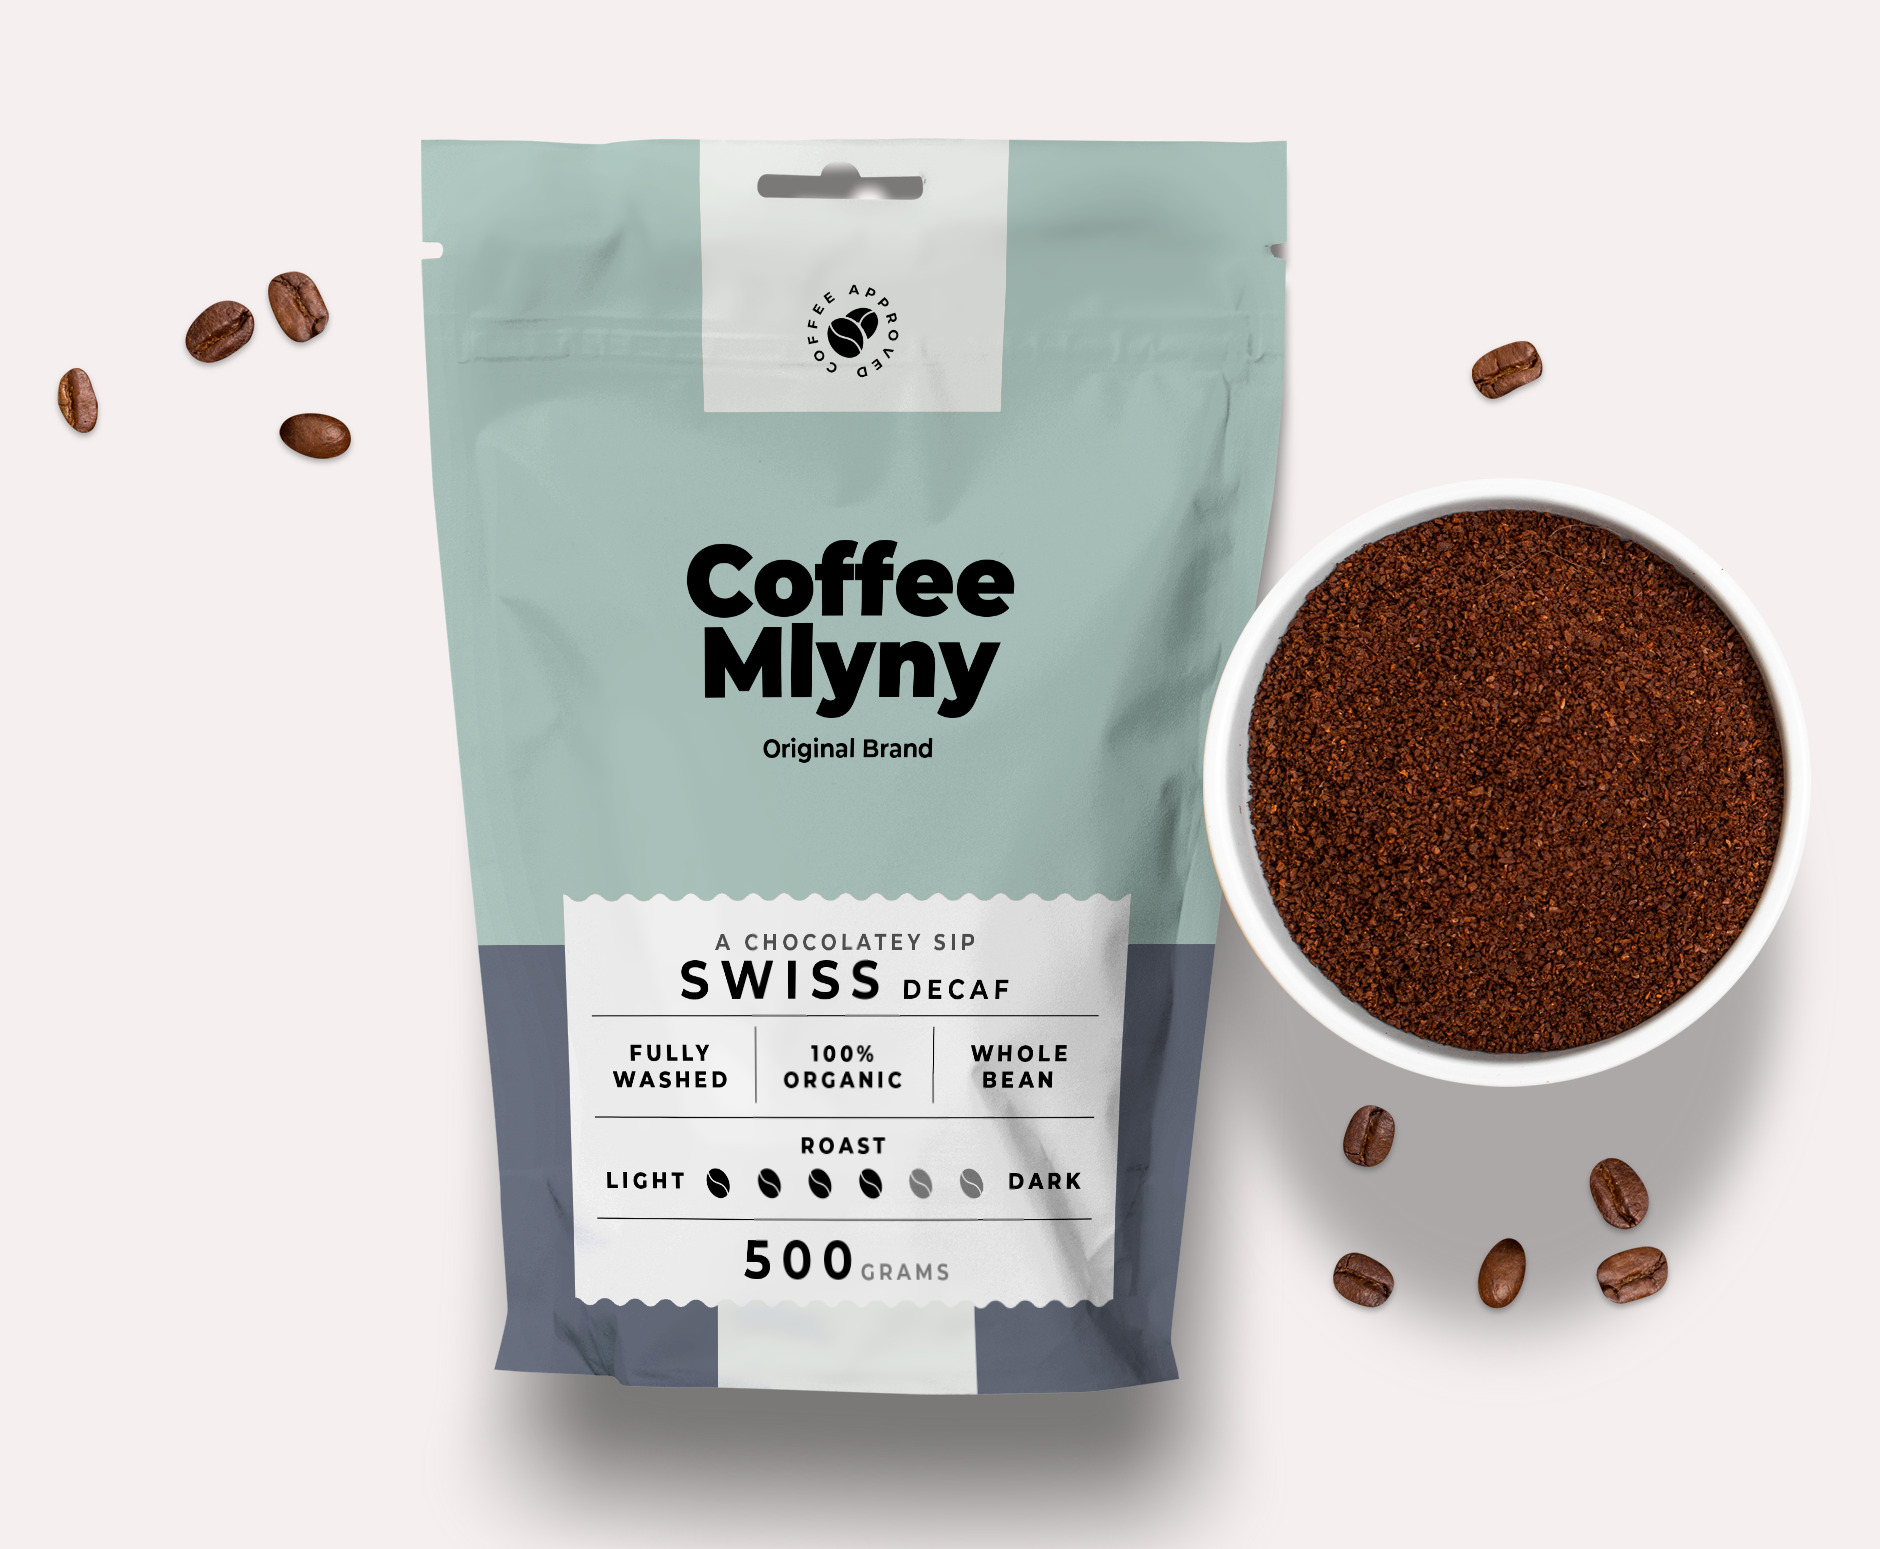 COFFEE APPROVED
Coffee
Mlyny
Original Brand
A CHOCOLATEY SIP
SWISS DECAF
FULLY
WASHED
100%
ORGANIC
WHOLE
BEAN
ROAST
LIGHT DARK
500 GRAMS